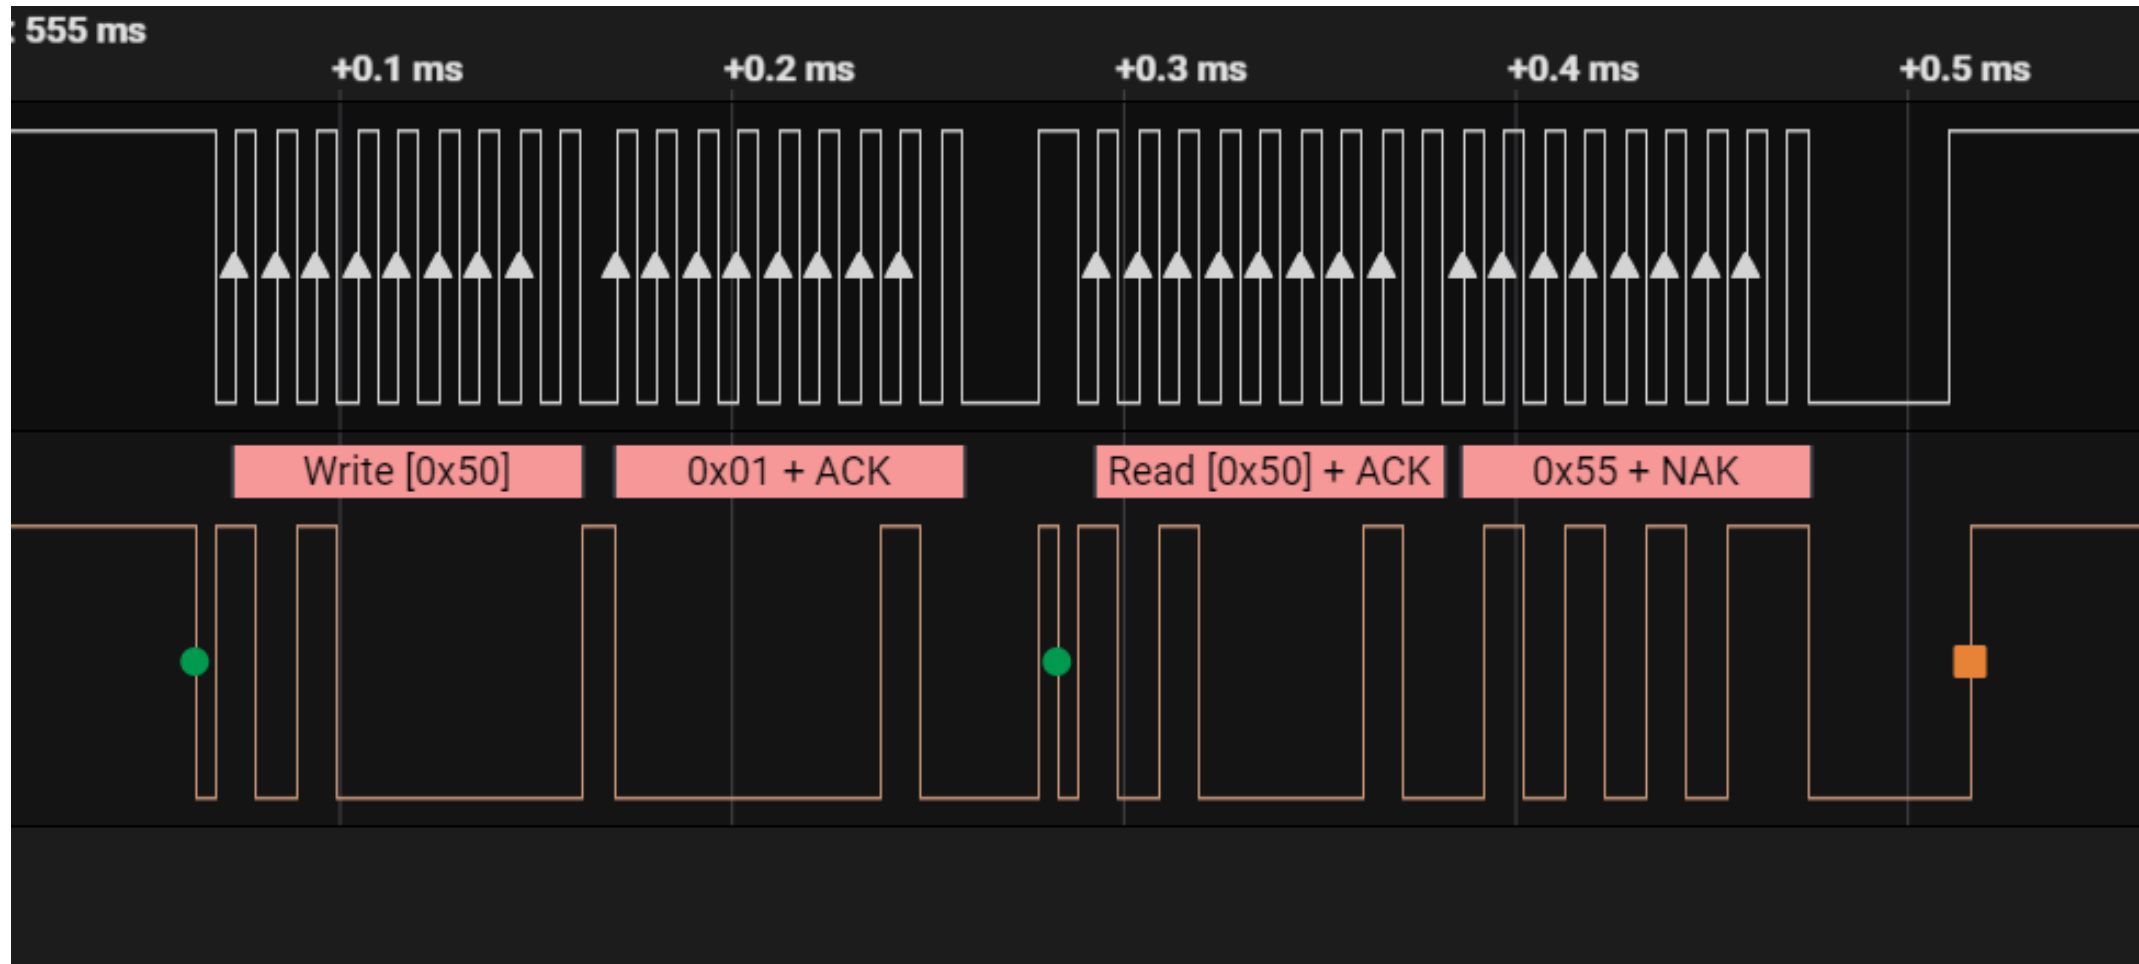 : 555 ms
+0.1 ms +0.2 ms +0.3 ms +0.4 ms +0.5 ms
Write [0x50] 0x01 + ACK Read [0x50] + ACK 0x55 + NAK